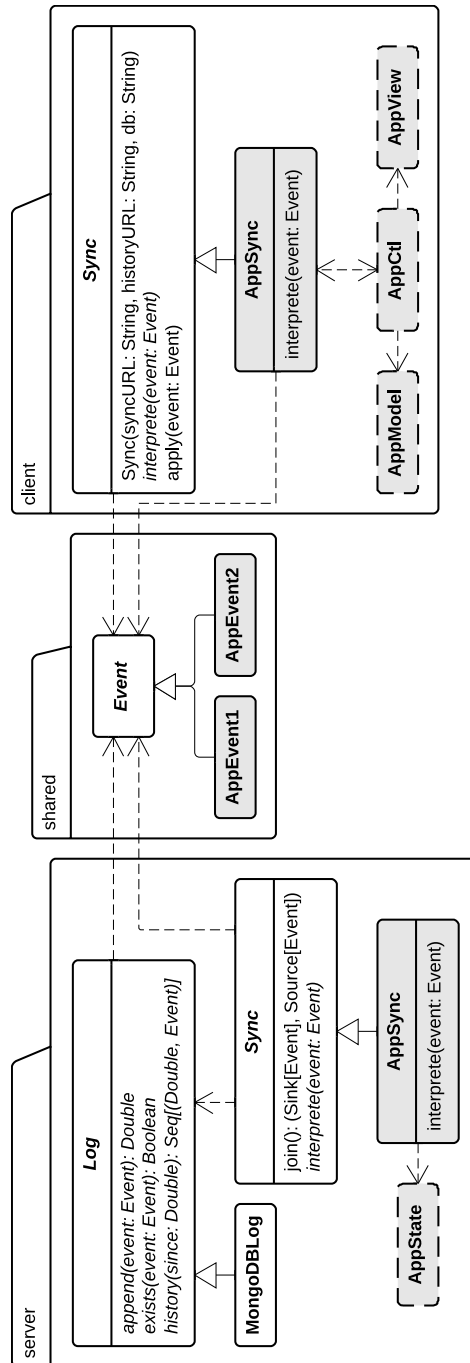 server
Log
append(event: Event): Double
exists(event: Event): Boolean
history(since: Double): Seq[(Double, Event)]
MongoDBLog
Sync
join(): (Sink[Event], Source[Event])
interprete(event: Event)
AppSync
interprete(event: Event)
AppState
shared
Event
AppEvent1
AppEvent2
client
Sync
Sync(syncURL: String, historyURL: String, db: String)
interprete(event: Event)
apply(event: Event)
AppSync
interprete(event: Event)
AppModel
AppCtl
AppView